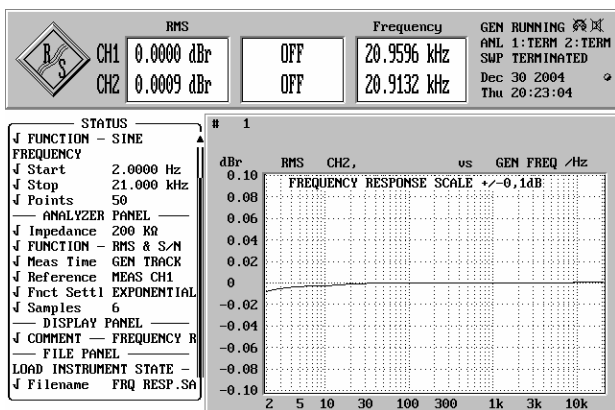 RMS
Frequency
R S
CH1 0.0000 dBr OFF 20.9596 kHz
CH2 0.0009 dBr OFF 20.9132 kHz
GEN RUNNING
ANL 1:TERM 2:TERM
SWP TERMINATED
Dec 30 2004
Thu 20:23:04
STATUS
FUNCTION - SINE
FREQUENCY
Start 2.0000 Hz
Stop 21.000 kHz
Points 50
ANALYZER PANEL
Impedance 200 KΩ
FUNCTION - RMS & S/N
Meas Time GEN TRACK
Reference MEAS CH1
Fnct Settl EXPONENTIAL
Samples 6
DISPLAY PANEL
COMMENT — FREQUENCY R
FILE PANEL
LOAD INSTRUMENT STATE -
Filename FRQ RESP.SA
# 1
dBr RMS CH2, vs GEN FREQ /Hz
FREQUENCY RESPONSE SCALE +/-0,1dB
0.10
0.08
0.06
0.04
0.02
0
-0.02
-0.04
-0.06
-0.08
-0.10
2 5 10 30 100 300 1k 3k 10k